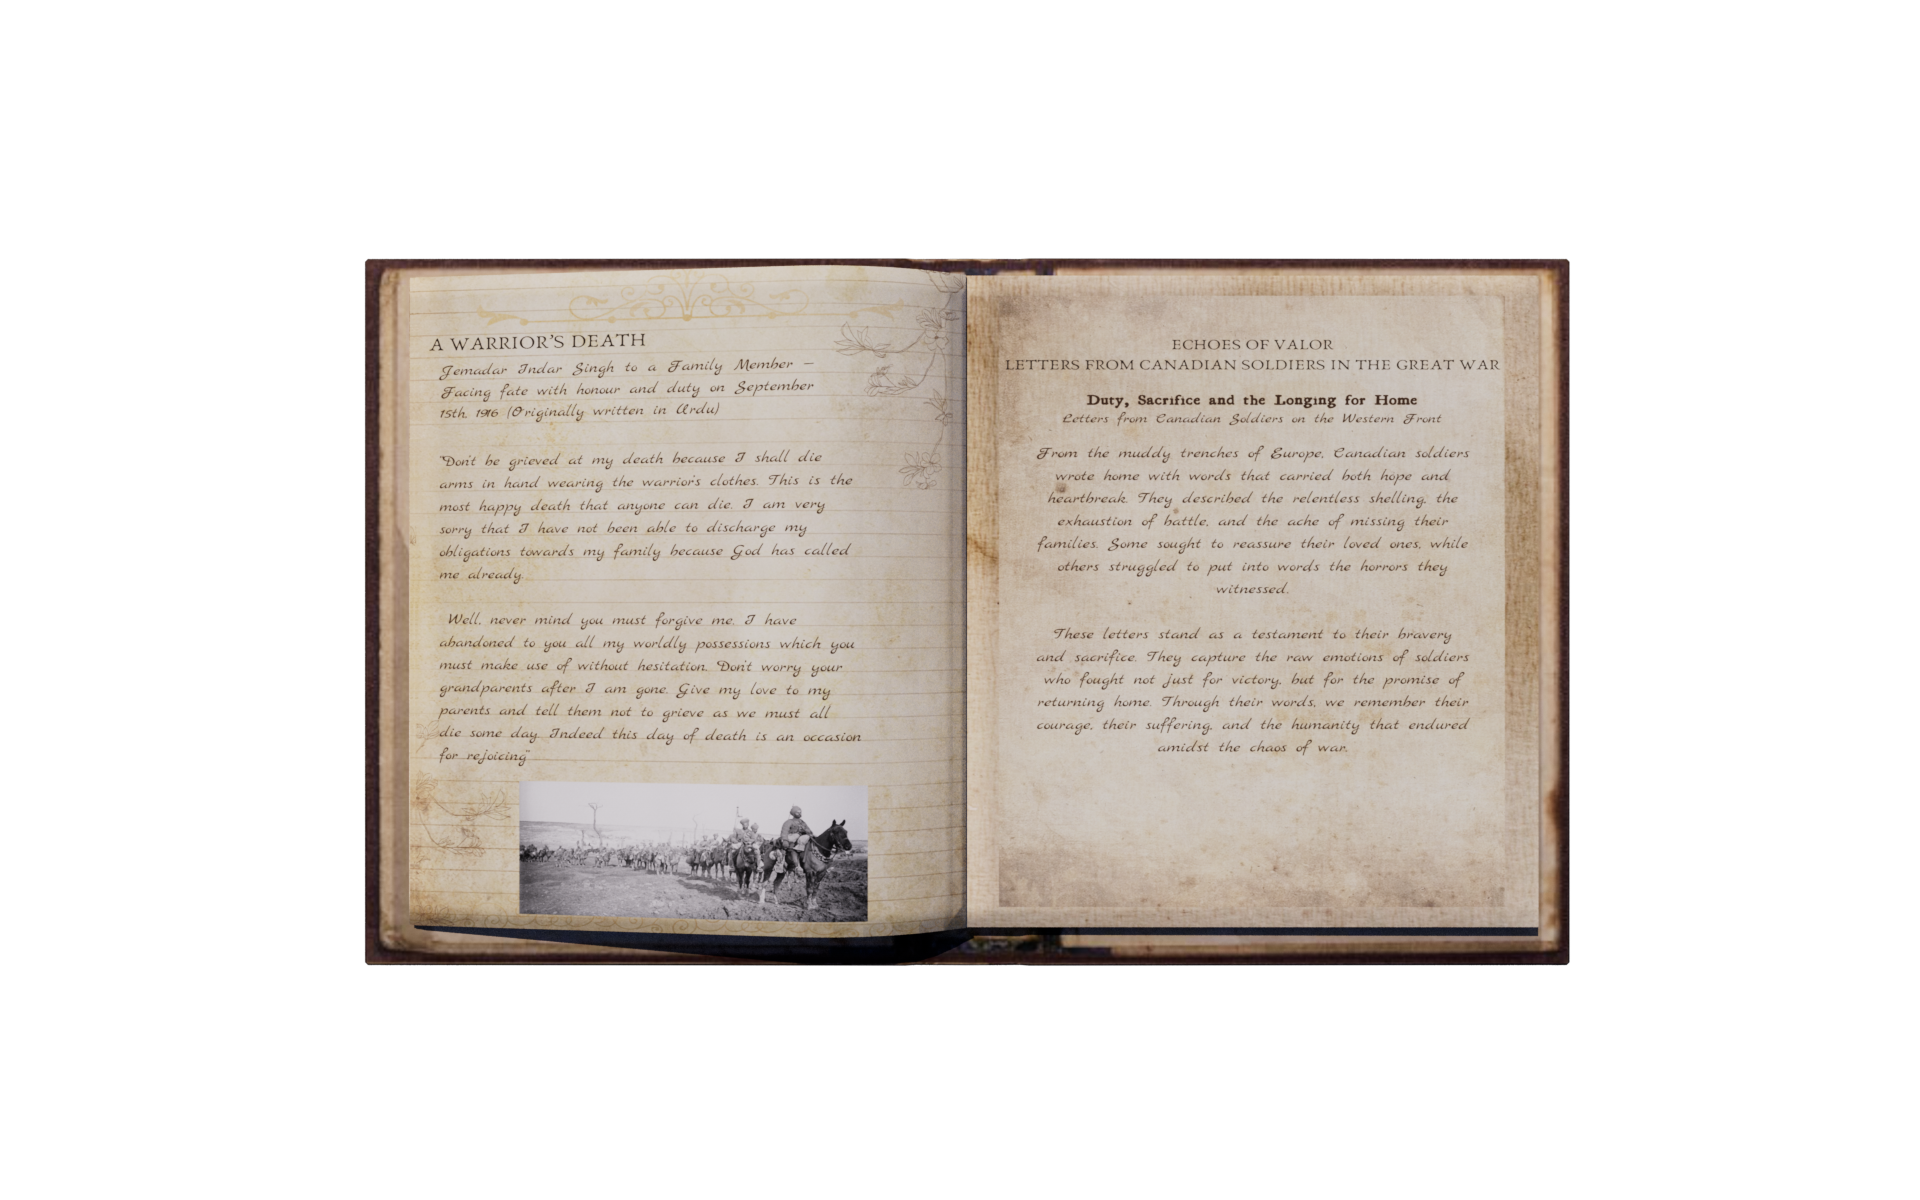 A WARRIOR'S DEATH
Jemadar Indar Singh to a Family Member –
Facing fate with honour and duty on September
15th, 1916 (Originally written in Urdu)
"Don't be grieved at my death because I shall die
arms in hand wearing the warrior's clothes. This is the
most happy death that anyone can die. I am very
sorry that I have not been able to discharge my
obligations towards my family because God has called
me already.
Well, never mind you must forgive me. I have
abandoned to you all my worldly possessions which you
must make use of without hesitation. Don't worry your
grandparents after I am gone. Give my love to my
parents and tell them not to grieve as we must all
die some day. Indeed this day of death is an occasion
for rejoicing"
ECHOES OF VALOR
LETTERS FROM CANADIAN SOLDIERS IN THE GREAT WAR
Duty, Sacrifice and the Longing for Home
Letters from Canadian Soldiers on the Western Front
From the muddy trenches of Europe, Canadian soldiers
wrote home with words that carried both hope and
heartbreak. They described the relentless shelling, the
exhaustion of battle, and the ache of missing their
families. Some sought to reassure their loved ones, while
others struggled to put into words the horrors they
witnessed.
These letters stand as a testament to their bravery
and sacrifice. They capture the raw emotions of soldiers
who fought not just for victory, but for the promise of
returning home. Through their words, we remember their
courage, their suffering, and the humanity that endured
amidst the chaos of war.